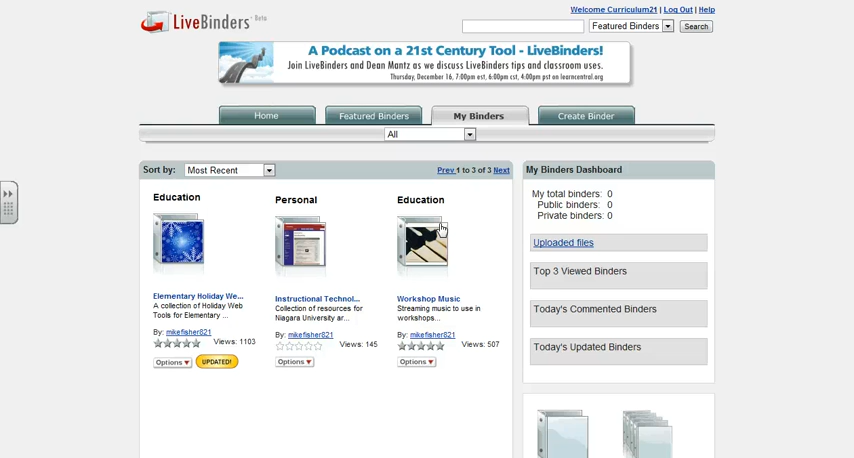 Welcome Curriculum21 | Log Out | Help
LiveBinders Beta
Featured Binders
Search
A Podcast on a 21st Century Tool - LiveBinders!
Join LiveBinders and Dean Mantz as we discuss LiveBinders tips and classroom uses.
Thursday, December 16, 7:00pm est, 6:00pm cst, 4:00pm pst on learncentral.org
Home
Featured Binders
My Binders
Create Binder
All
Sort by:
Most Recent
Prev 1 to 3 of 3 Next
Education
Elementary Holiday We...
A collection of Holiday Web
Tools for Elementary ...
By: mikefisher821
Views: 1103
Options
UPDATED!
Personal
Instructional Technol...
Collection of resources for
Niagara University ar...
By: mikefisher821
Views: 145
Options
Education
Workshop Music
Streaming music to use in
workshops...
By: mikefisher821
Views: 507
Options
My Binders Dashboard
My total binders: 0
Public binders: 0
Private binders: 0
Uploaded files
Top 3 Viewed Binders
Today's Commented Binders
Today's Updated Binders